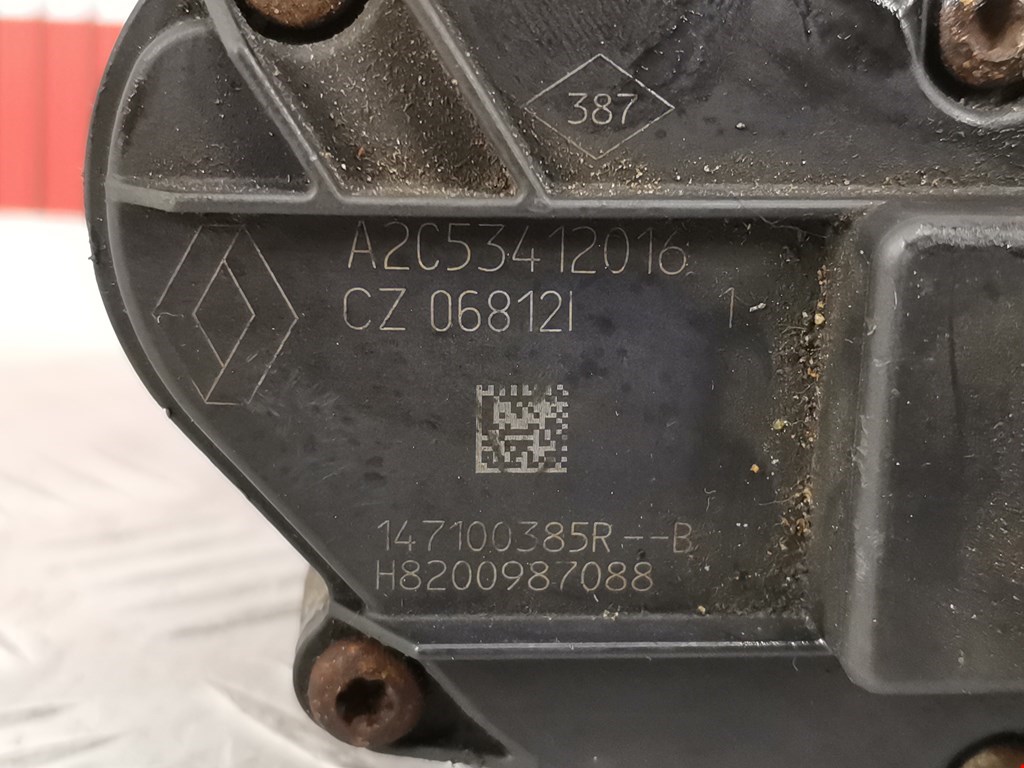 387
A2C53412016
CZ 06812I 1
147100385R--B
H8200987088